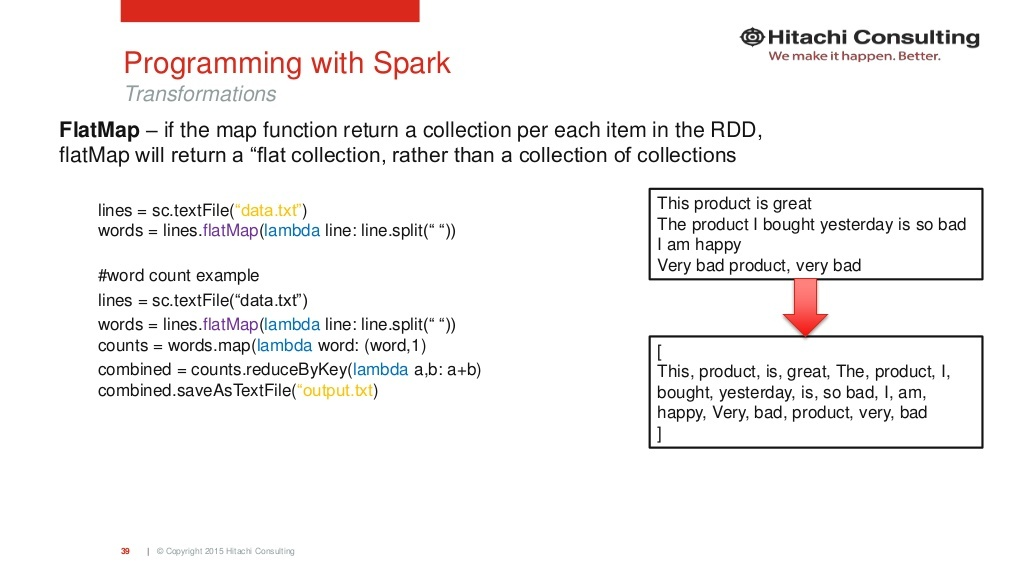 Hitachi Consulting
We make it happen. Better.
Programming with Spark
Transformations
FlatMap – if the map function return a collection per each item in the RDD,
flatMap will return a “flat collection, rather than a collection of collections
lines = sc.textFile(“data.txt”)
words = lines.flatMap(lambda line: line.split(“ “))
#word count example
lines = sc.textFile(“data.txt”)
words = lines.flatMap(lambda line: line.split(“ “))
counts = words.map(lambda word: (word,1)
combined = counts.reduceByKey(lambda a,b: a+b)
combined.saveAsTextFile(“output.txt)
This product is great
The product I bought yesterday is so bad
I am happy
Very bad product, very bad
[
This, product, is, great, The, product, I,
bought, yesterday, is, so bad, I, am,
happy, Very, bad, product, very, bad
]
39 | © Copyright 2015 Hitachi Consulting